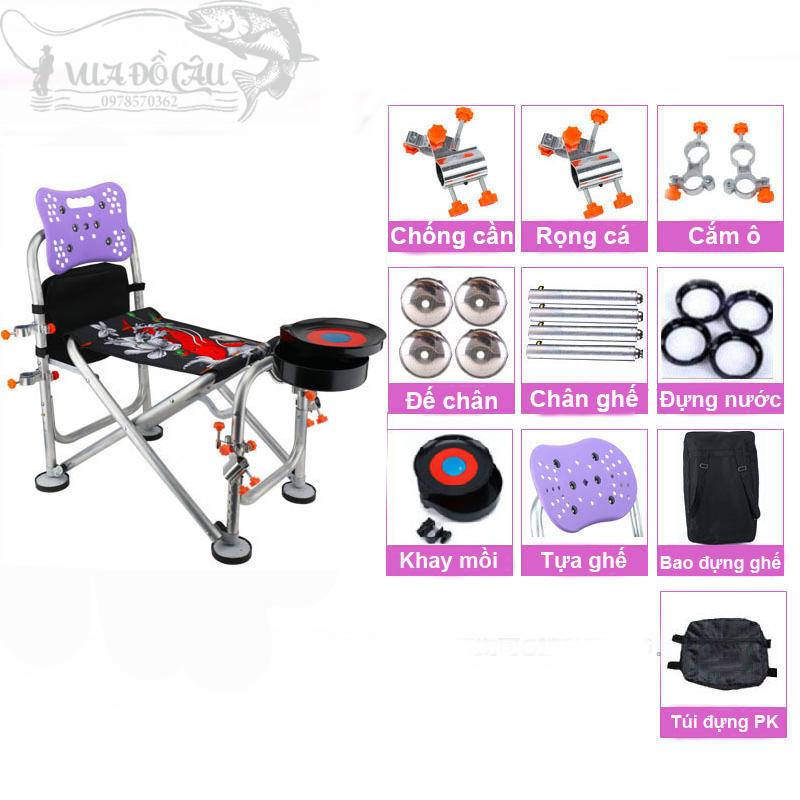 VUA ĐỒ CÂU
0978570362
Chống cần
Rọng cá
Cắm ô
Đế chân
Chân ghế
Đựng nước
Khay mồi
Tựa ghế
Bao đựng ghế
Túi đựng PK